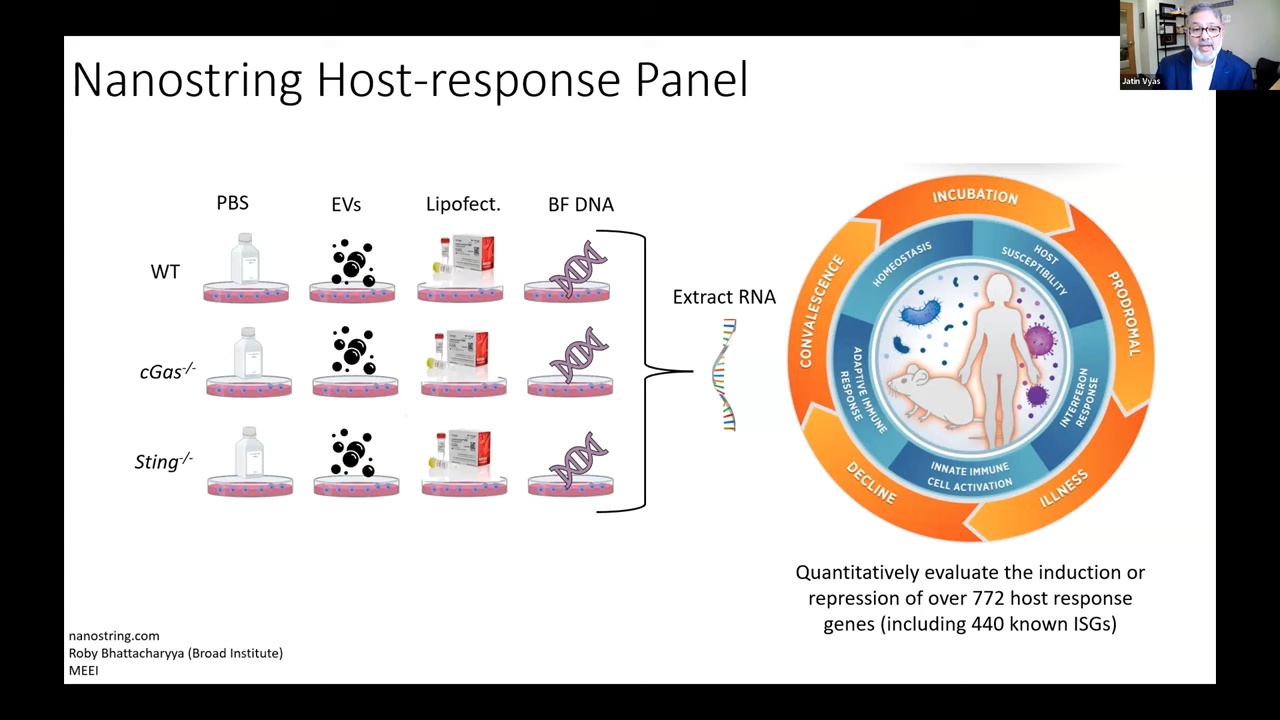 Nanostring Host-response Panel
Jatin Vyas
PBS
EVs
Lipofect.
BF DNA
WT
cGas-/-
Sting-/-
Extract RNA
INCUBATION
PRODROMAL
ILLNESS
DECLINE
CONVALESCENCE
HOMEOSTASIS
HOST
SUSCEPTIBILITY
INTERFERON
RESPONSE
INNATE IMMUNE
CELL ACTIVATION
ADAPTIVE IMMUNE
RESPONSE
Quantitatively evaluate the induction or
repression of over 772 host response
genes (including 440 known ISGs)
nanostring.com
Roby Bhattacharyya (Broad Institute)
MEEI